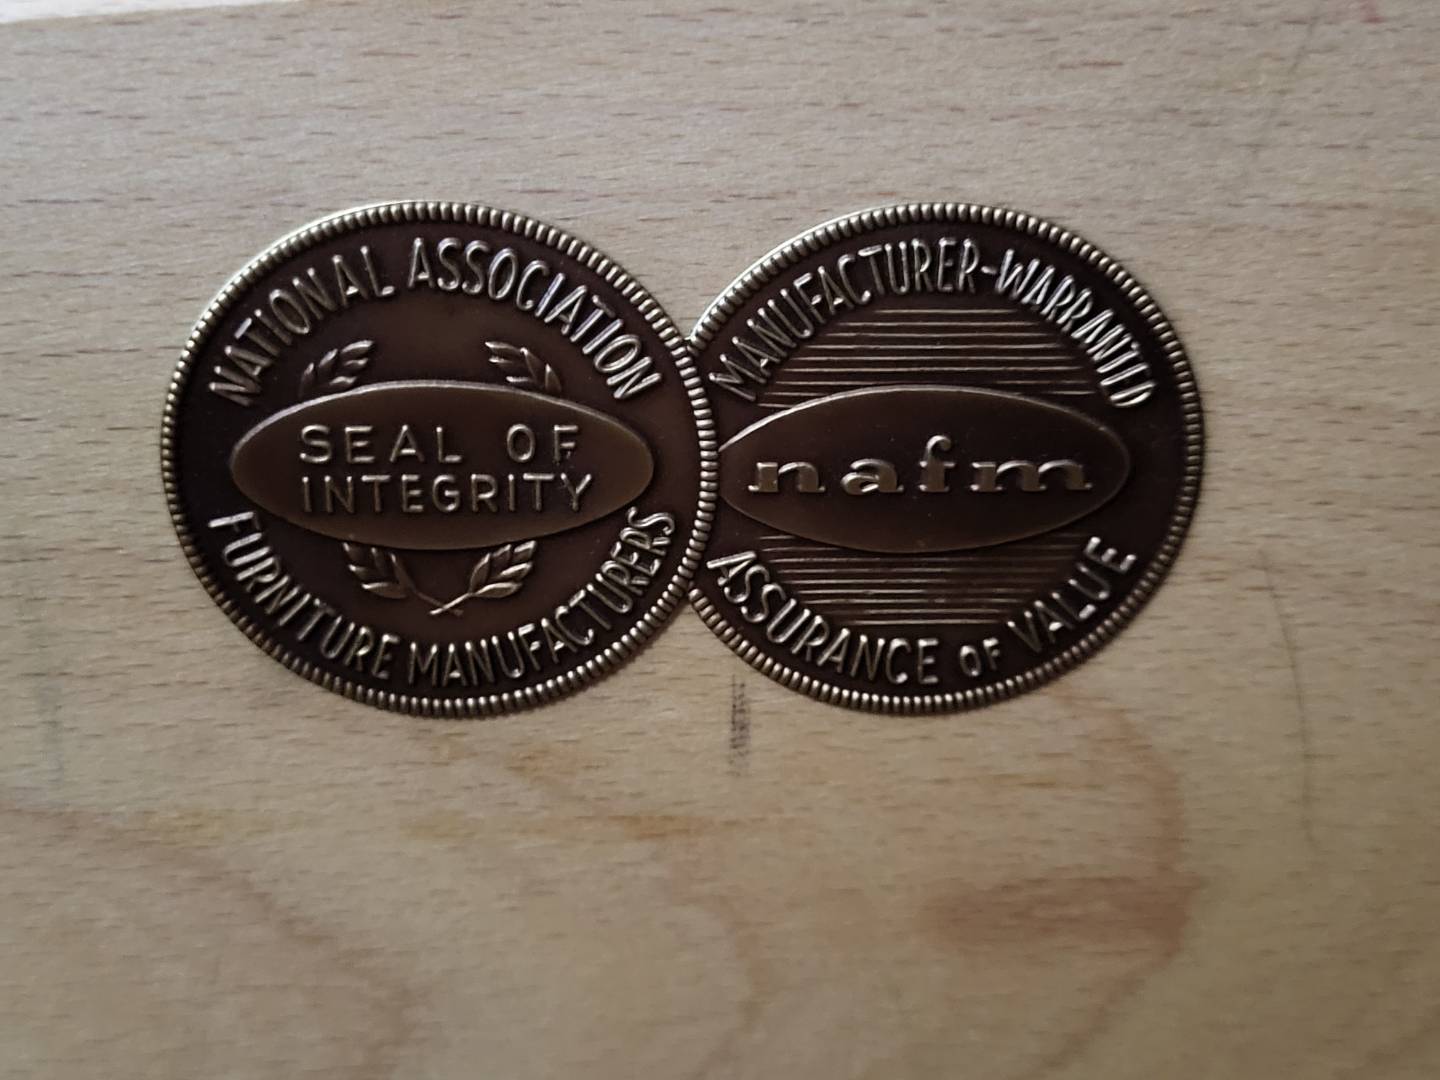 NATIONAL ASSOCIATION
SEAL OF
INTEGRITY
FURNITURE MANUFACTURERS
MANUFACTURER-WARRANTED
nafm
ASSURANCE OF VALUE